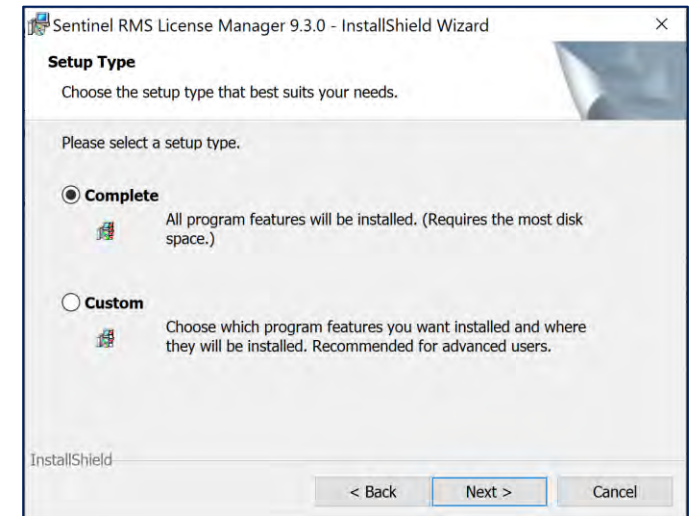 Sentinel RMS License Manager 9.3.0 - InstallShield Wizard
Setup Type
Choose the setup type that best suits your needs.
Please select a setup type.
Complete
All program features will be installed. (Requires the most disk
space.)
Custom
Choose which program features you want installed and where
they will be installed. Recommended for advanced users.
InstallShield
< Back Next > Cancel